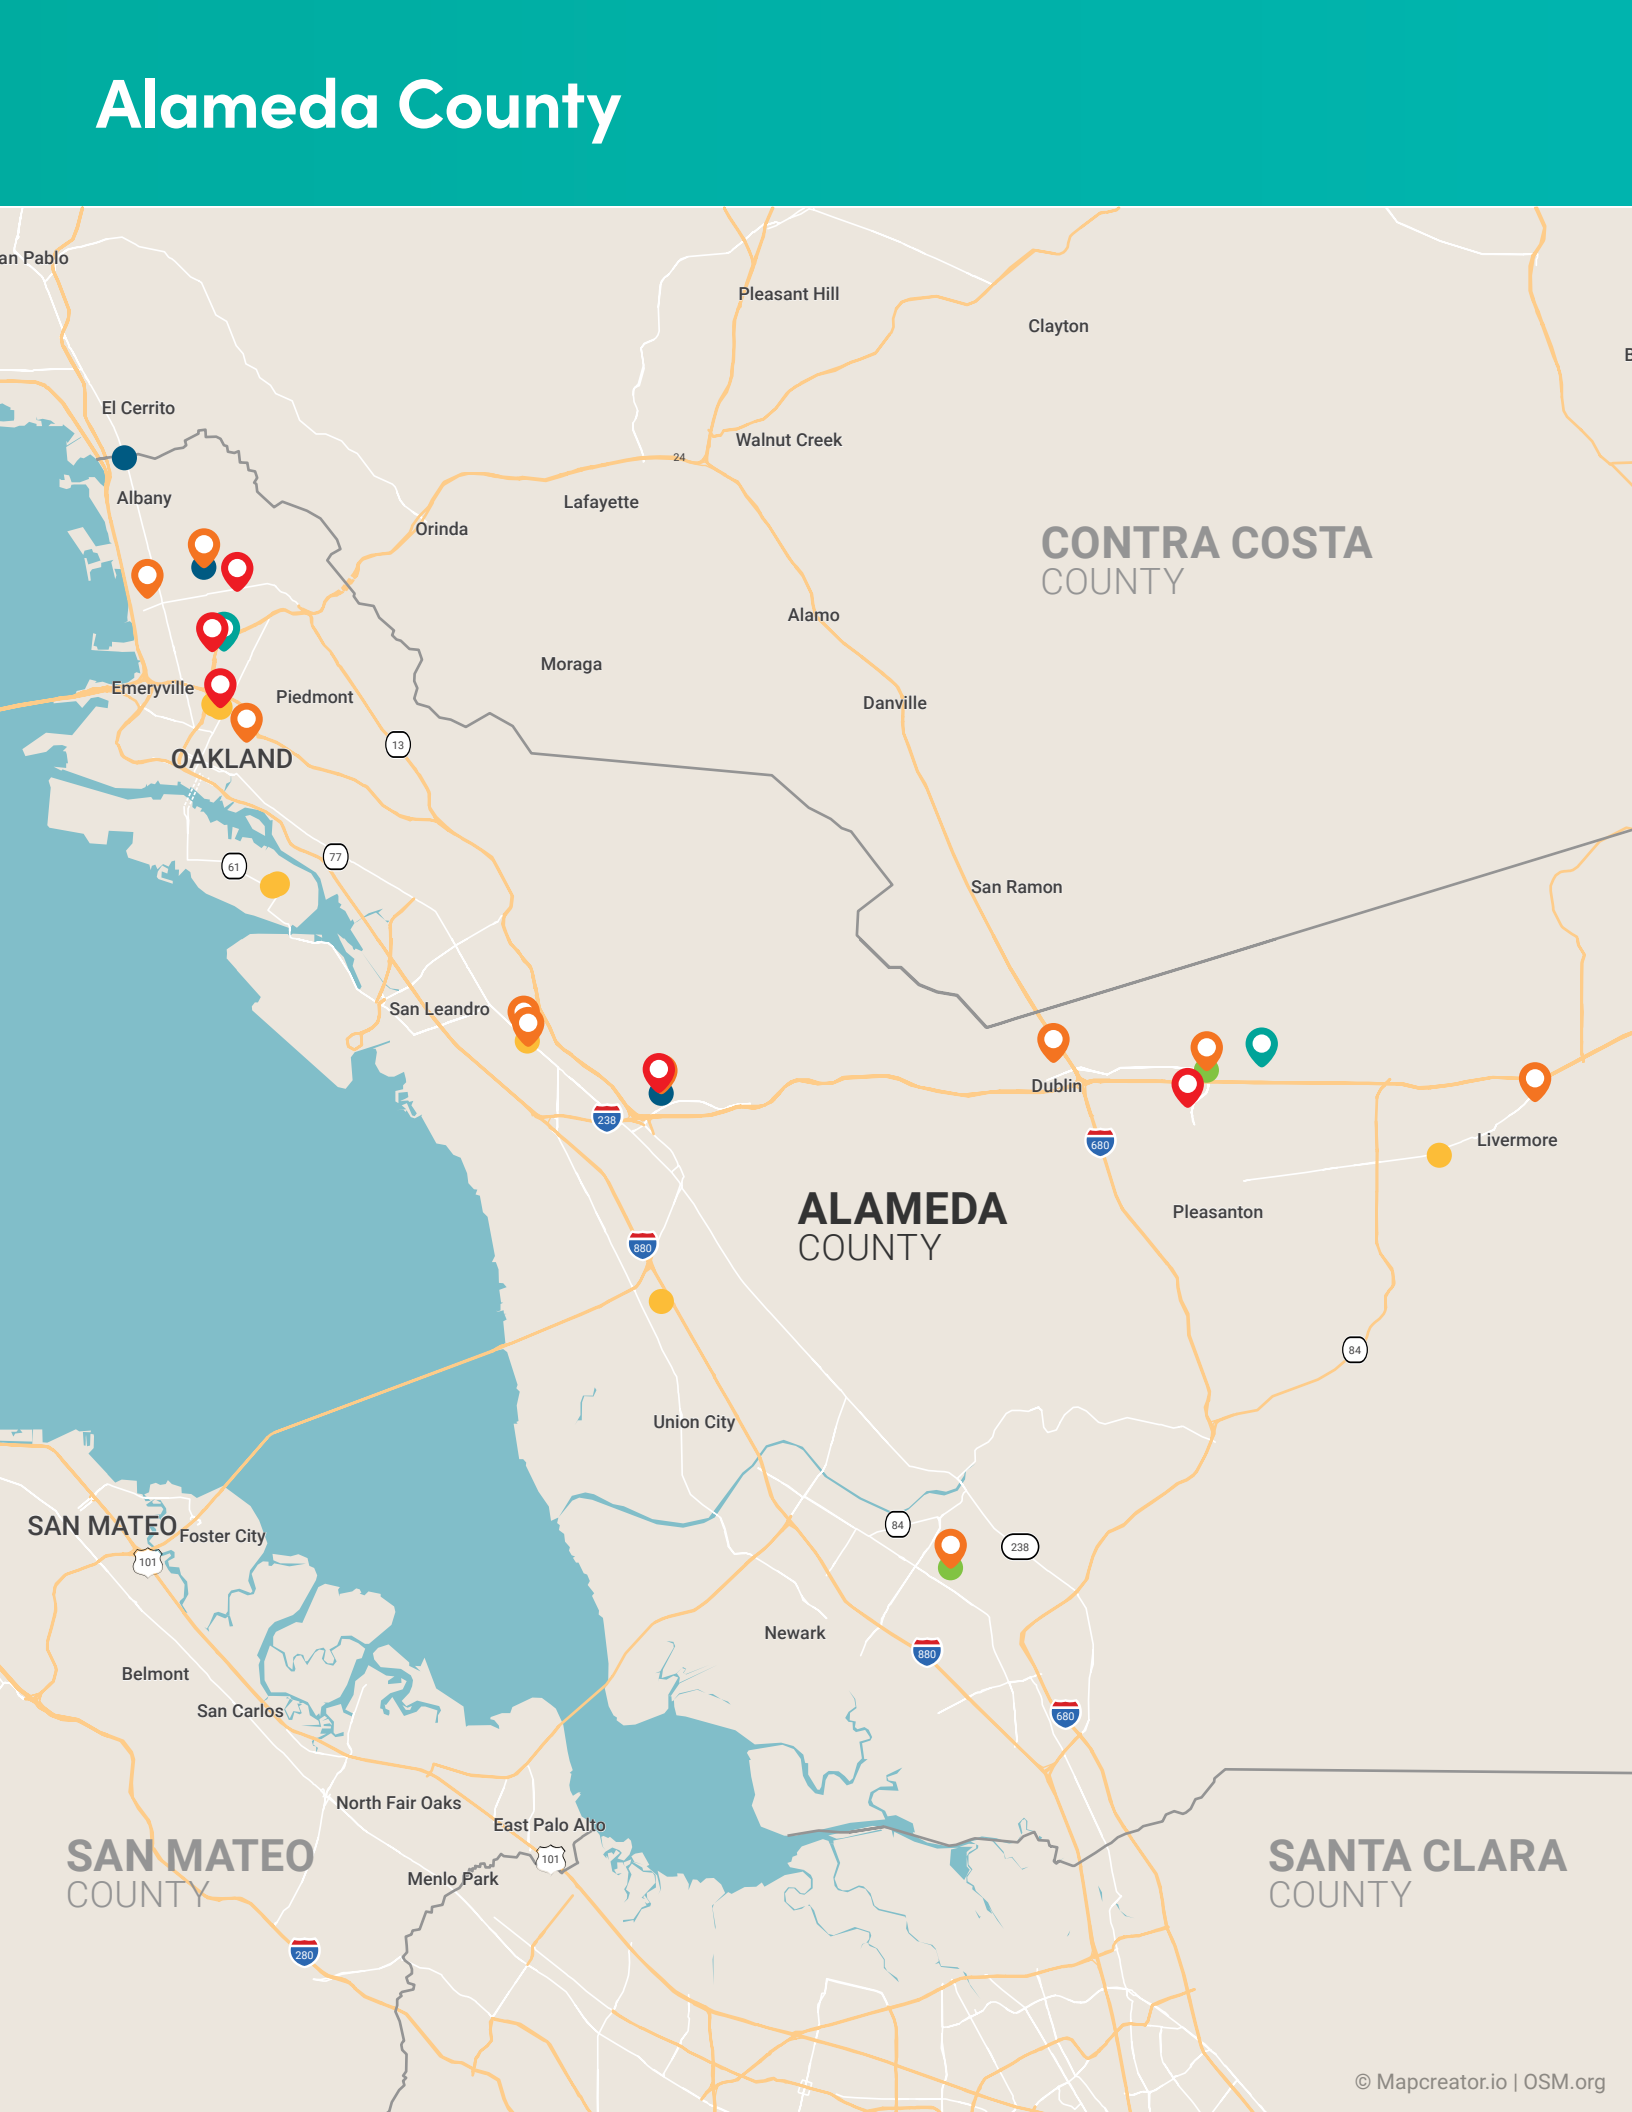 Alameda County
an Pablo
Pleasant Hill
Clayton
B
El Cerrito
Walnut Creek
24
Albany
Lafayette
Orinda
CONTRA COSTA
COUNTY
Alamo
Moraga
Emeryville
Piedmont
Danville
13
OAKLAND
77
61
San Ramon
San Leandro
Dublin
238
680
Livermore
ALAMEDA
COUNTY
Pleasanton
880
84
Union City
84
SAN MATEO
Foster City
238
101
Newark
880
Belmont
San Carlos
680
North Fair Oaks
East Palo Alto
SAN MATEO
COUNTY
101
Menlo Park
SANTA CLARA
COUNTY
280
© Mapcreator.io | OSM.org